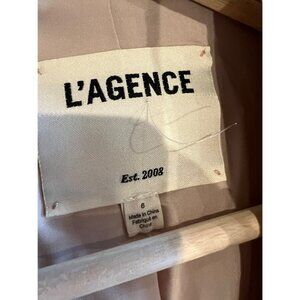 L'AGENCE
Est. 2008
6
Made in China
Fabriqué en
Chine